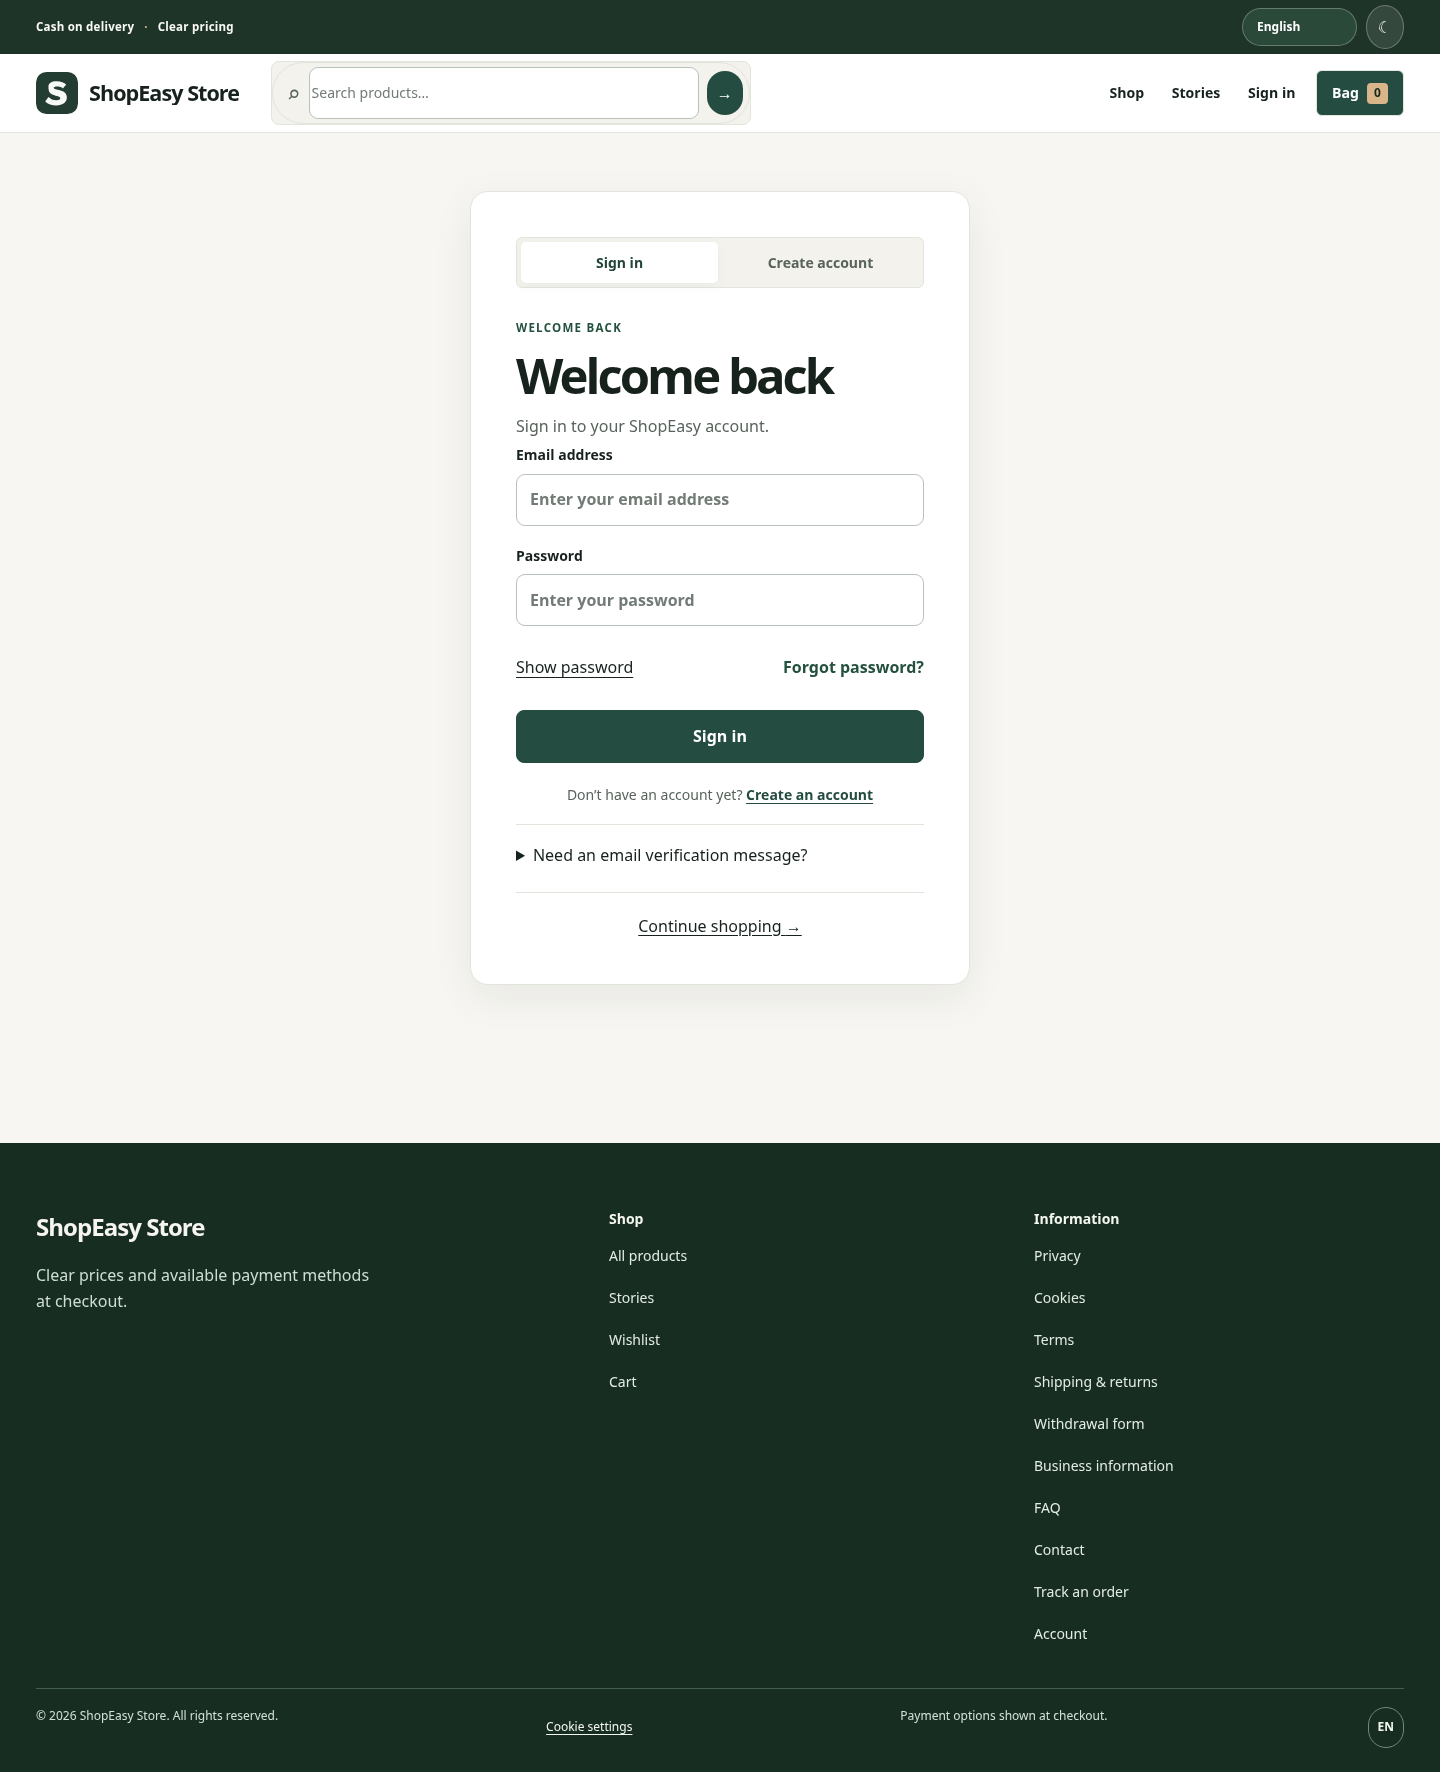 Cash on delivery · Clear pricing
English
☾
S
ShopEasy Store
⌕ Search products... →
Shop
Stories
Sign in
Bag 0
Sign in
Create account
WELCOME BACK
Welcome back
Sign in to your ShopEasy account.
Email address
Enter your email address
Password
Enter your password
Show password
Forgot password?
Sign in
Don’t have an account yet? Create an account
▶ Need an email verification message?
Continue shopping →
ShopEasy Store
Clear prices and available payment methods
at checkout.
Shop
All products
Stories
Wishlist
Cart
Information
Privacy
Cookies
Terms
Shipping & returns
Withdrawal form
Business information
FAQ
Contact
Track an order
Account
© 2026 ShopEasy Store. All rights reserved.
Cookie settings
Payment options shown at checkout.
EN